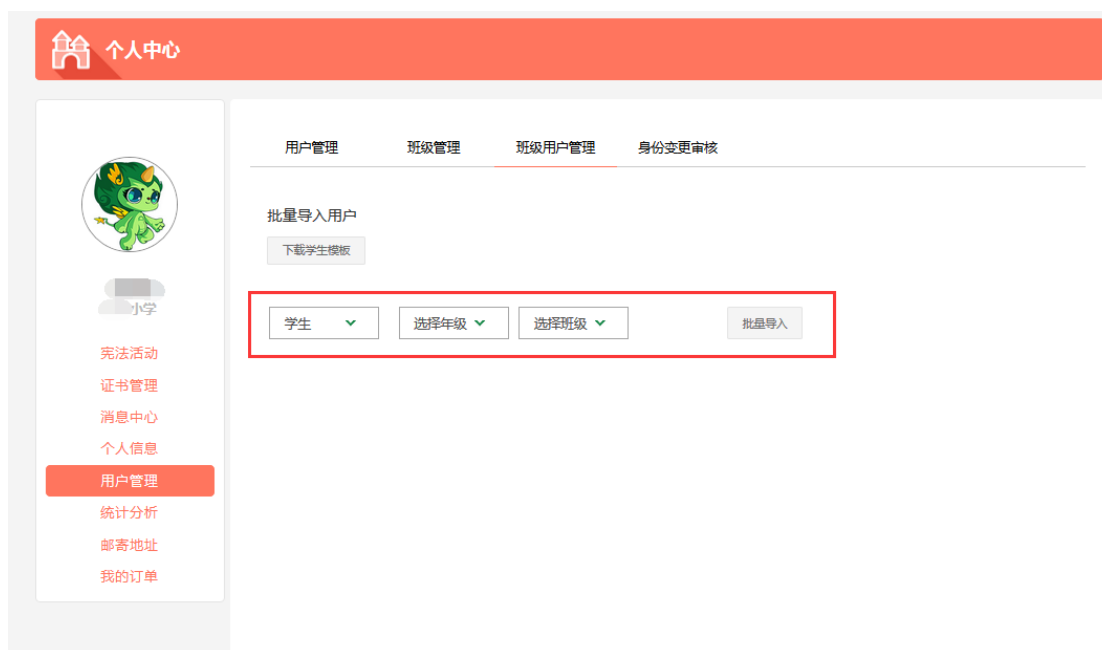 个人中心
用户管理 班级管理 班级用户管理 身份变更审核
批量导入用户
下载学生模板
小学
学生 选择年级 选择班级 批量导入
宪法活动
证书管理
消息中心
个人信息
用户管理
统计分析
邮寄地址
我的订单